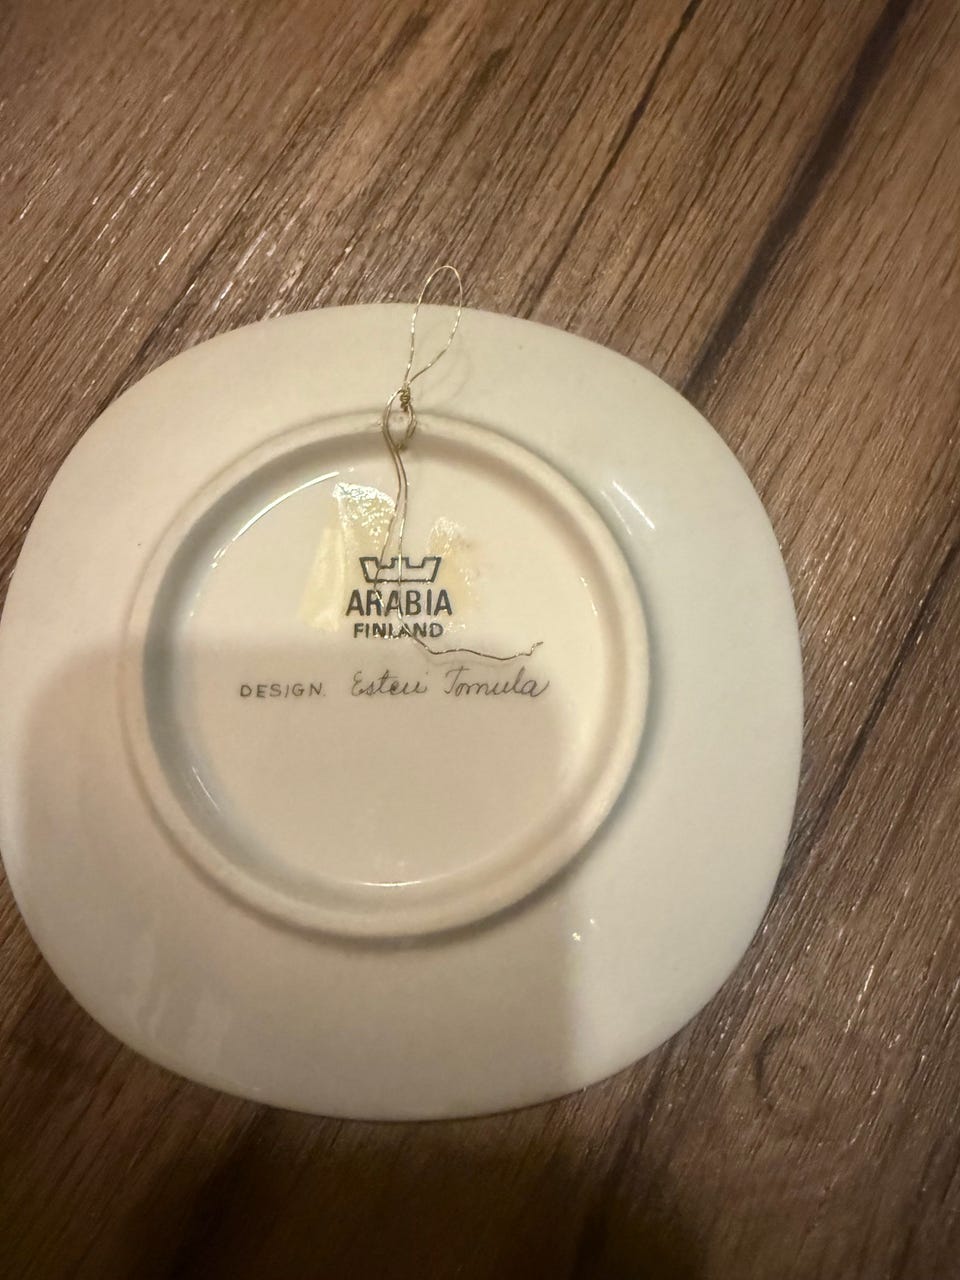 ARABIA
FINLAND
DESIGN. Esteri Tomula